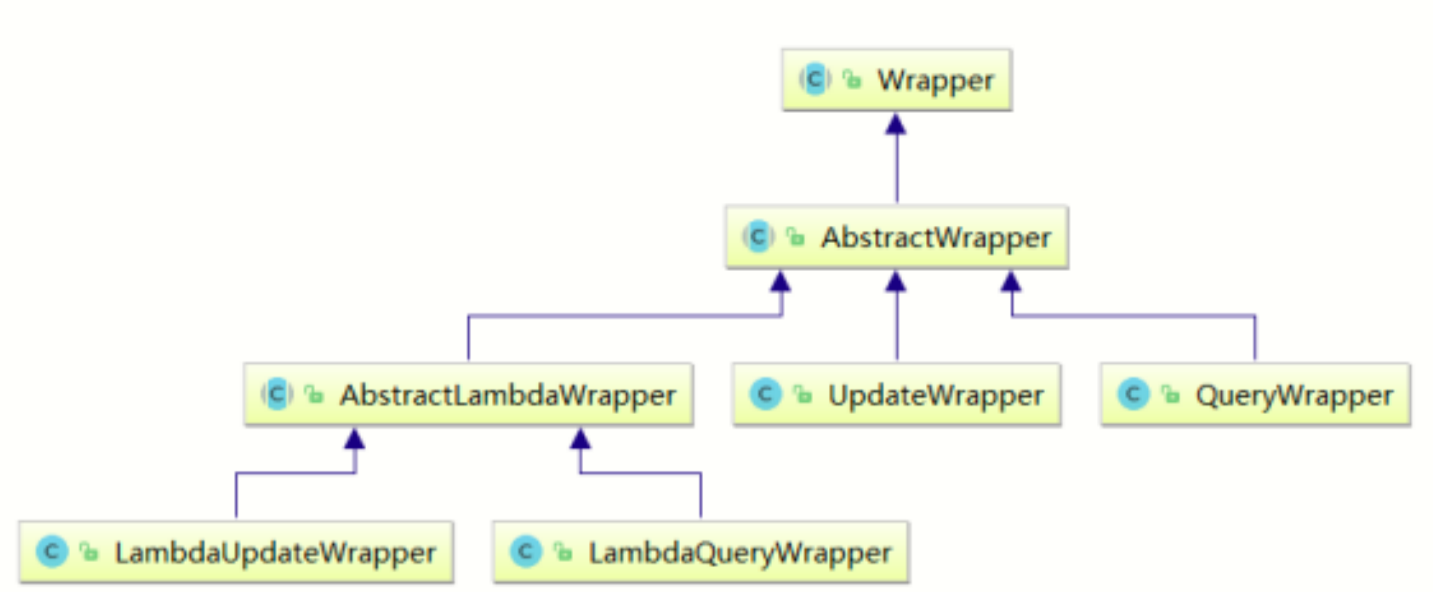 Wrapper
AbstractWrapper
AbstractLambdaWrapper
UpdateWrapper
QueryWrapper
LambdaUpdateWrapper
LambdaQueryWrapper